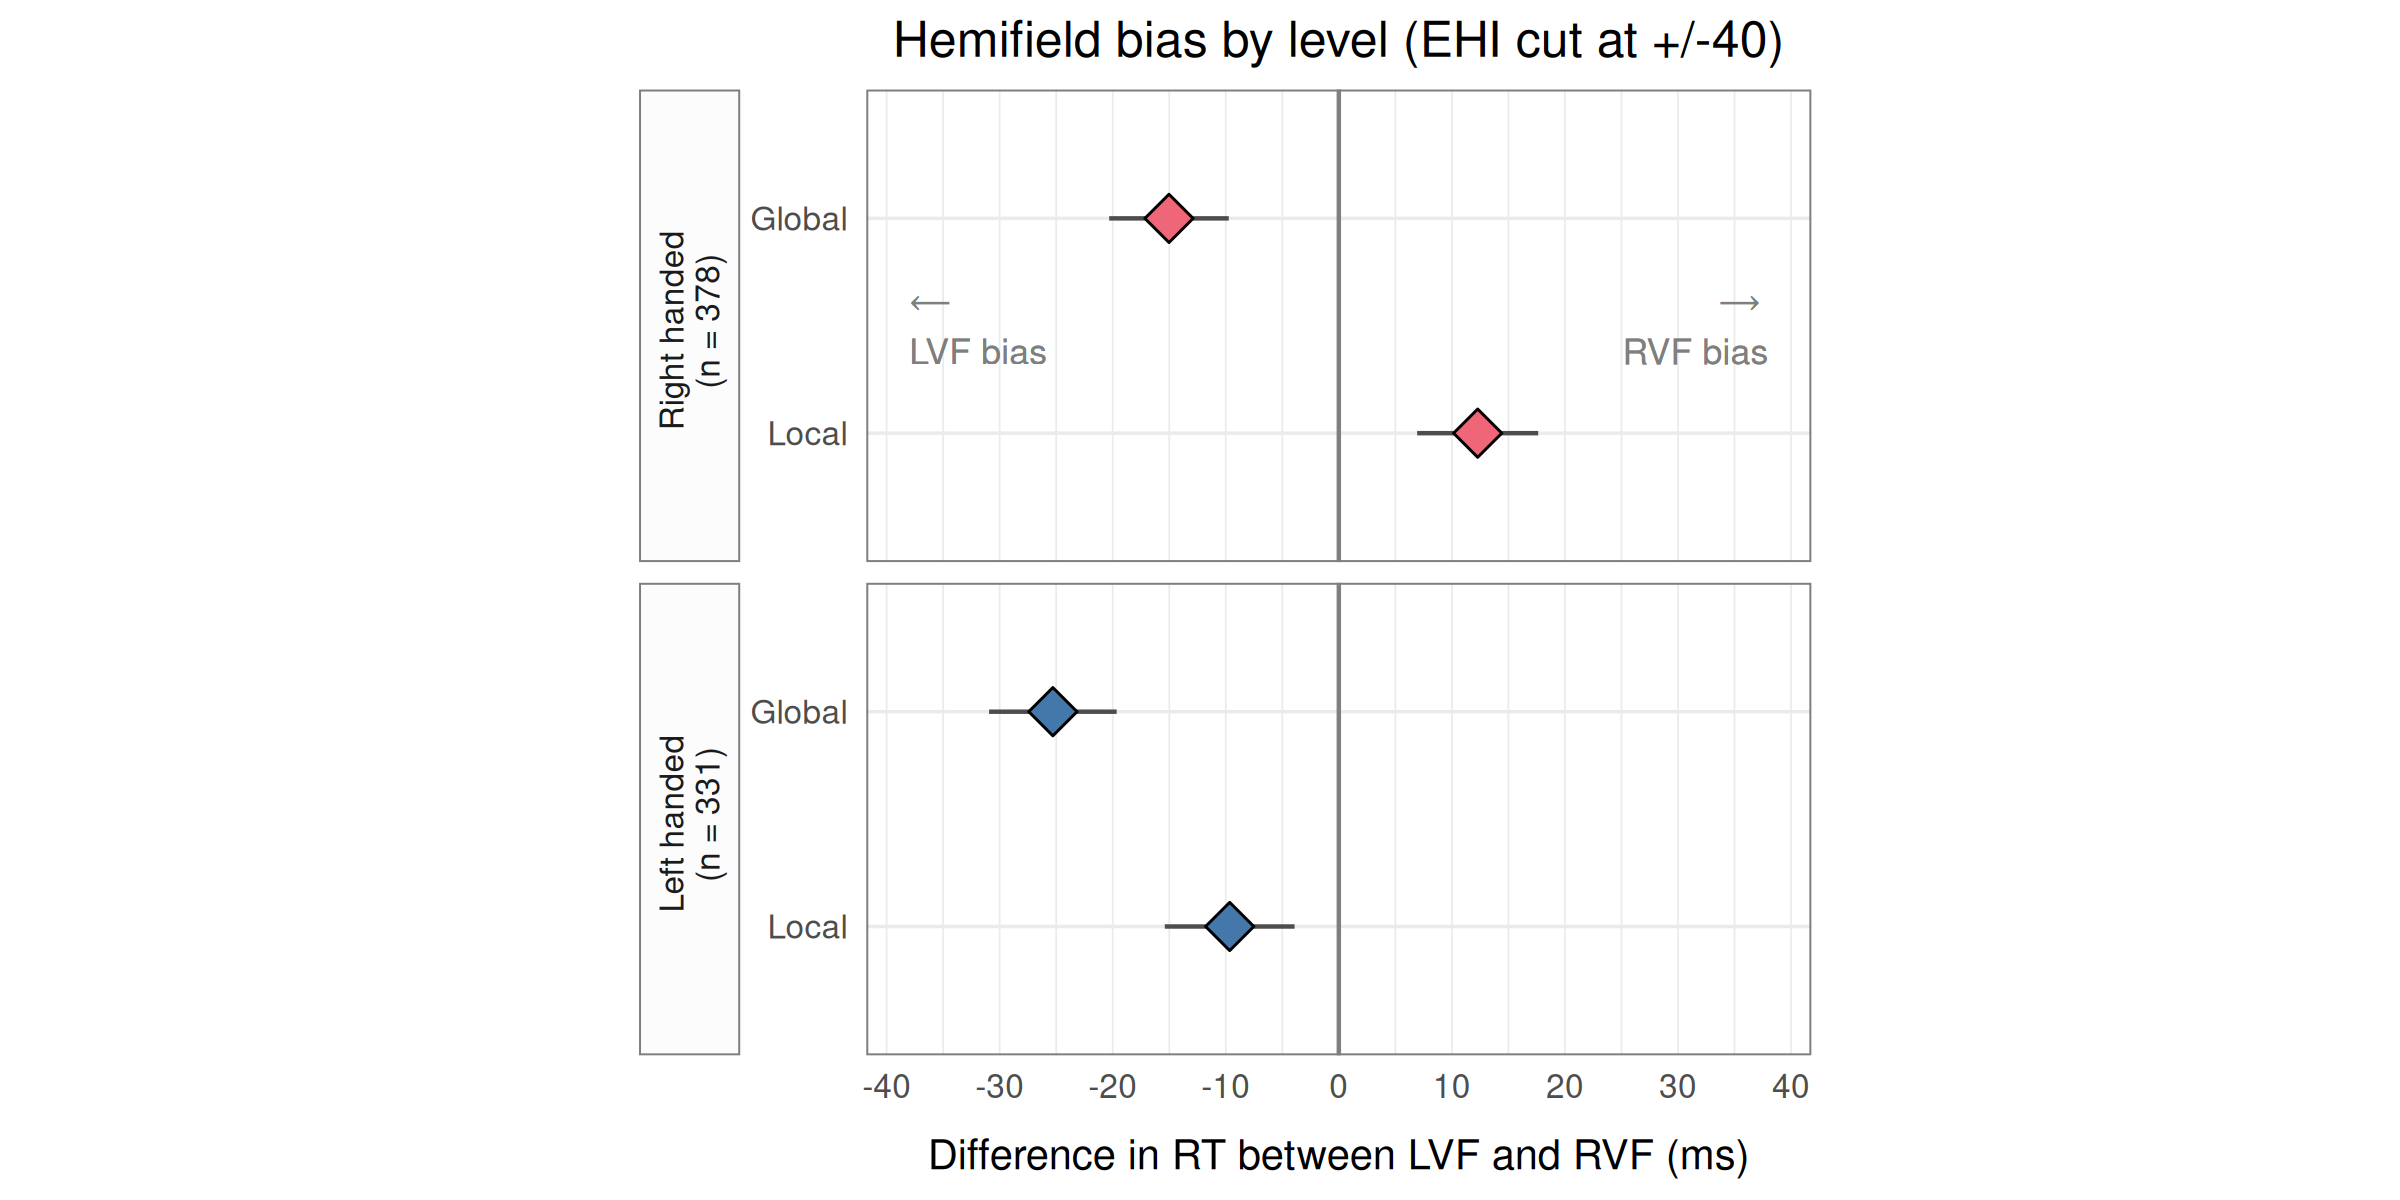 Hemifield bias by level (EHI cut at +/-40)
Right handed
(n = 378)
Global
Local
←
→
LVF bias
RVF bias
Left handed
(n = 331)
Global
Local
-40 -30 -20 -10 0 10 20 30 40
Difference in RT between LVF and RVF (ms)